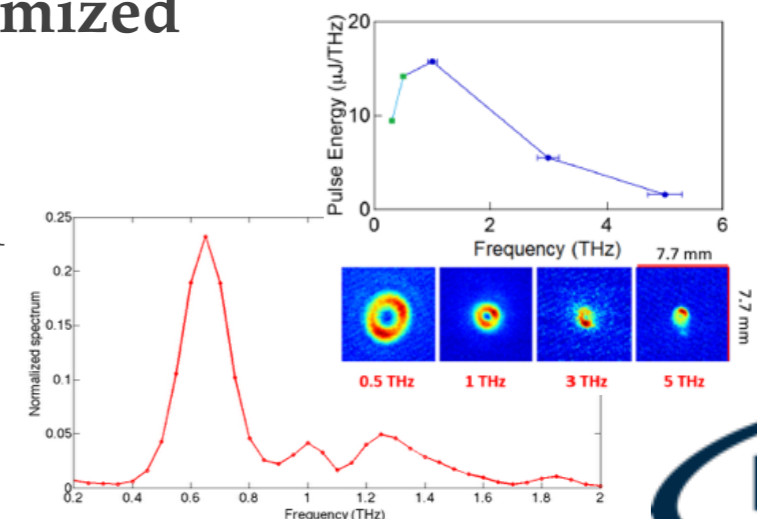 mized
20
10
0
0
2
4
6
Pulse Energy (μJ/THz)
Frequency (THz)
7.7 mm
7.7 mm
0.5 THz
1 THz
3 THz
5 THz
0.25
0.2
0.15
0.1
0.05
0
0.2
0.4
0.6
0.8
1
1.2
1.4
1.6
1.8
2
Normalized spectrum
Frequency (THz)